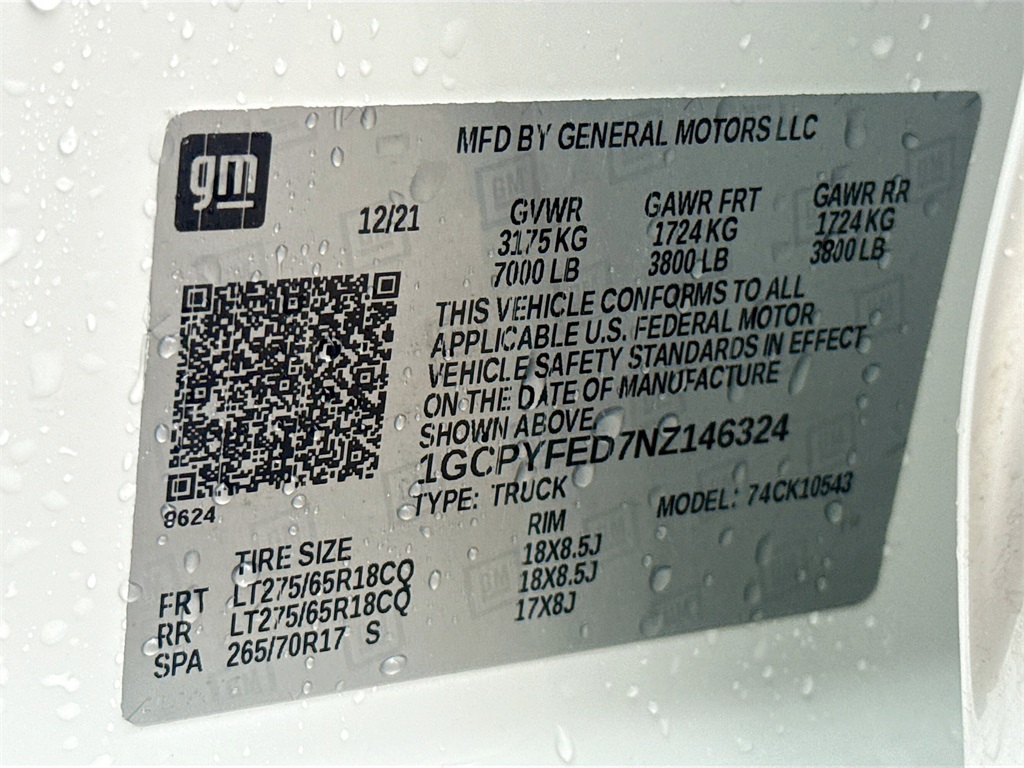 gm
MFD BY GENERAL MOTORS LLC
12/21 GVWR GAWR FRT GAWR RR
3175 KG 1724 KG 1724 KG
7000 LB 3800 LB 3800 LB
THIS VEHICLE CONFORMS TO ALL
APPLICABLE U.S. FEDERAL MOTOR
VEHICLE SAFETY STANDARDS IN EFFECT
ON THE DATE OF MANUFACTURE
SHOWN ABOVE.
1GCPYFED7NZ146324
TYPE: TRUCK MODEL: 74CK10543
8624
TIRE SIZE RIM
FRT LT275/65R18CQ 18X8.5J
RR LT275/65R18CQ 18X8.5J
SPA 265/70R17 S 17X8J